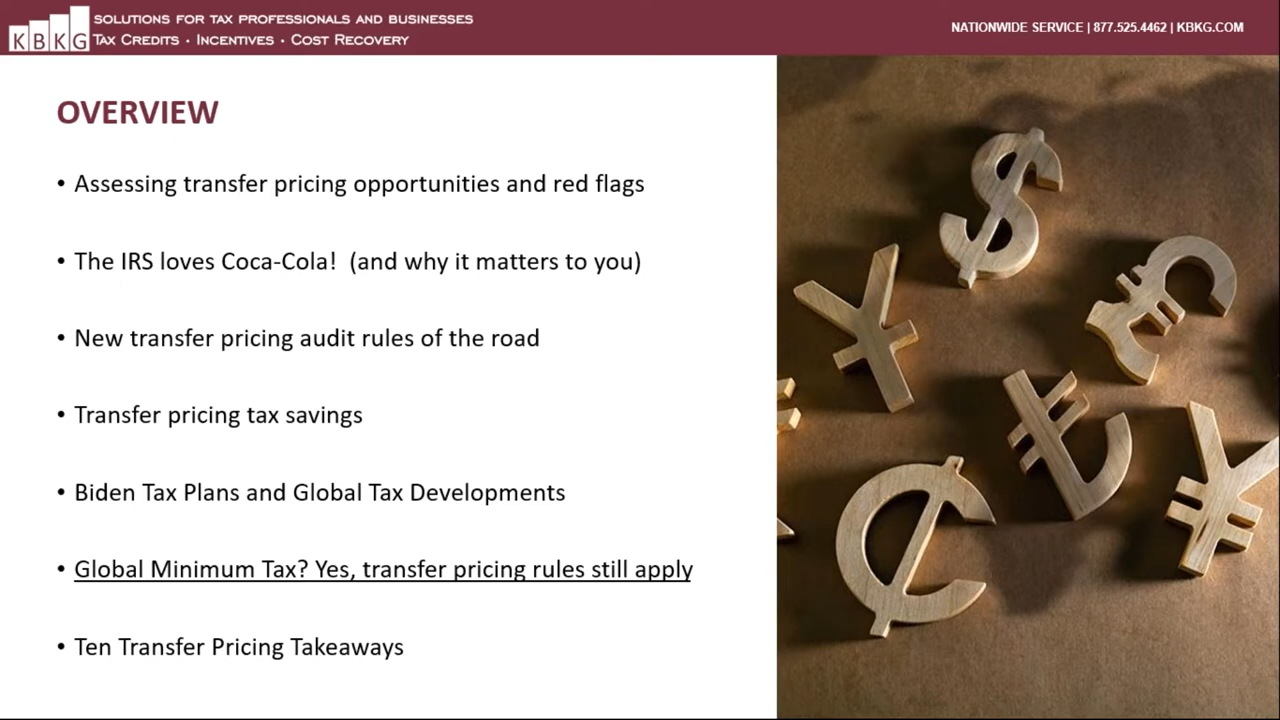 KBKG
SOLUTIONS FOR TAX PROFESSIONALS AND BUSINESSES
TAX CREDITS · INCENTIVES · COST RECOVERY
NATIONWIDE SERVICE | 877.525.4462 | KBKG.COM
OVERVIEW
• Assessing transfer pricing opportunities and red flags
• The IRS loves Coca-Cola!  (and why it matters to you)
• New transfer pricing audit rules of the road
• Transfer pricing tax savings
• Biden Tax Plans and Global Tax Developments
• Global Minimum Tax? Yes, transfer pricing rules still apply
• Ten Transfer Pricing Takeaways